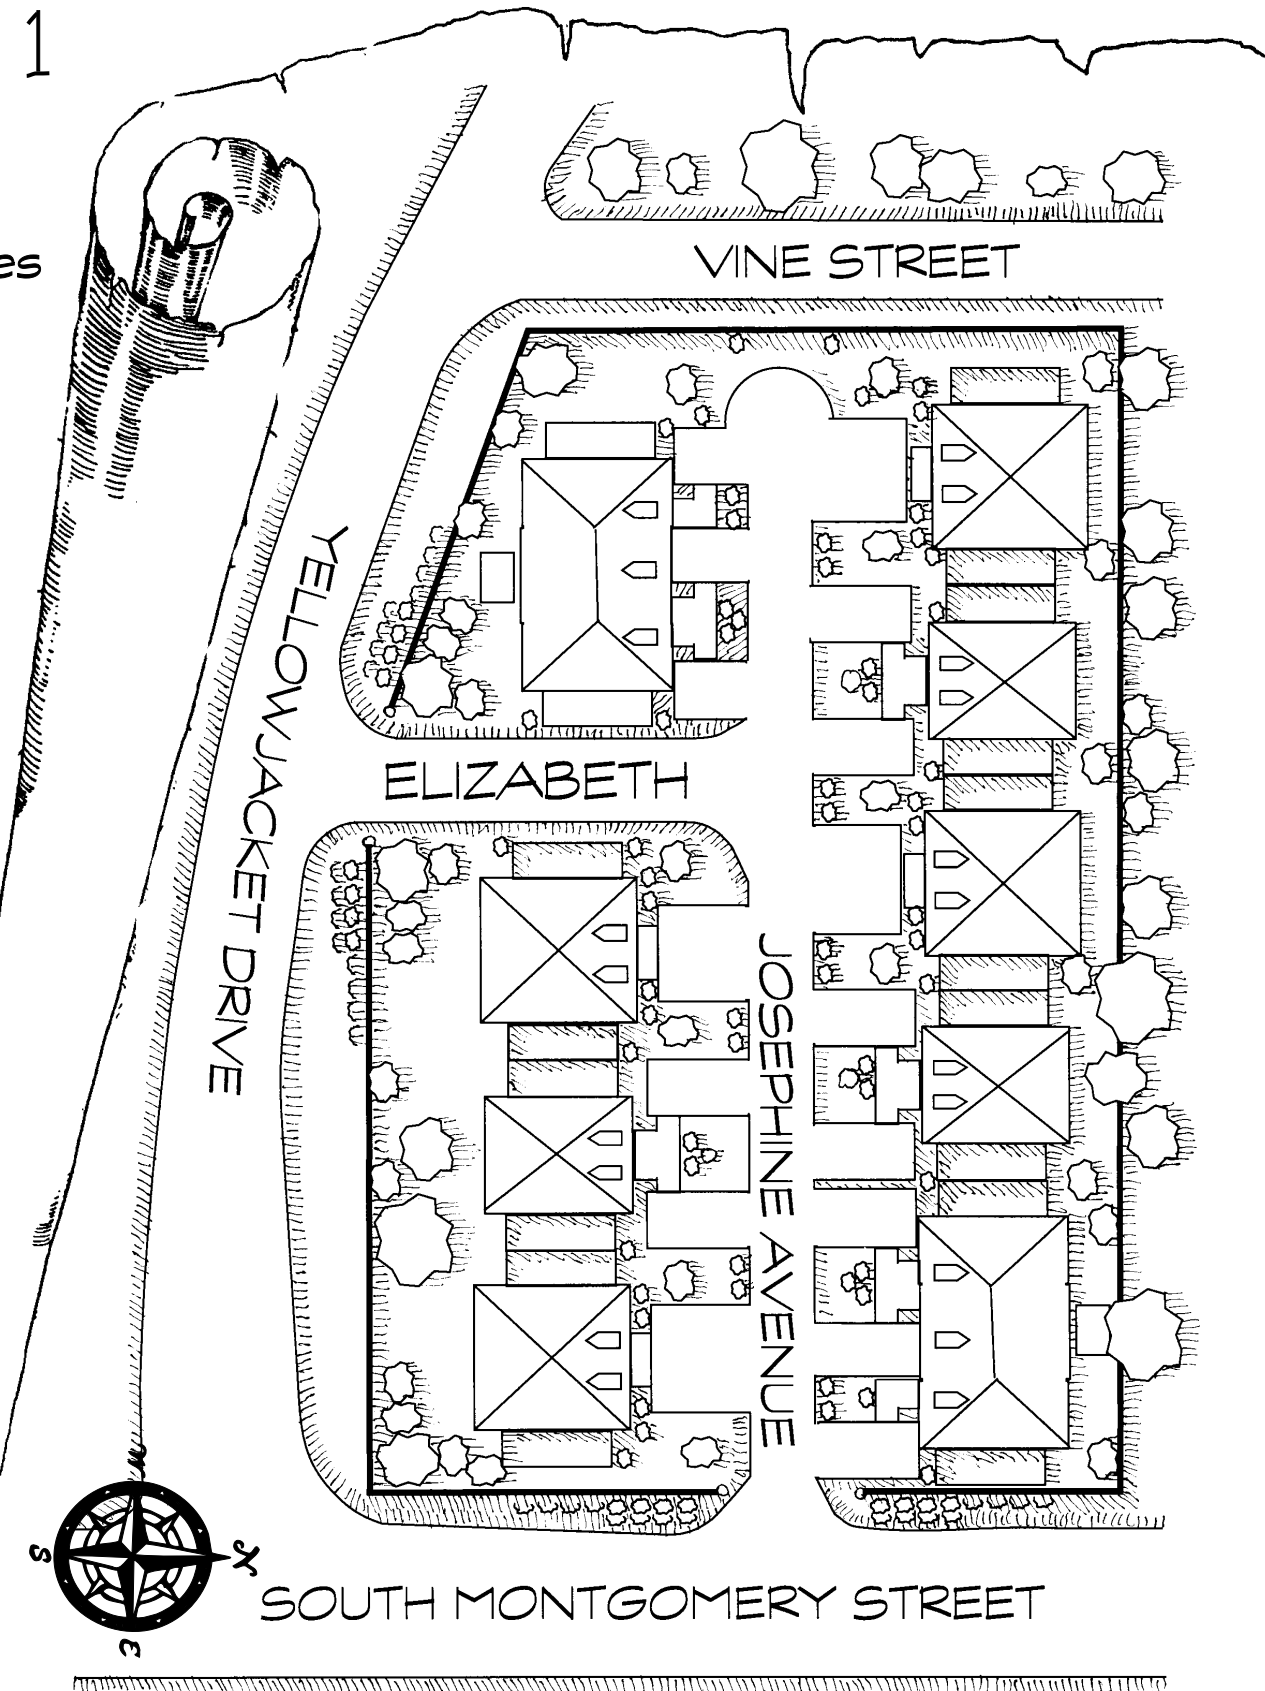 1
es
VINE STREET
YELLOWJACKET DRIVE
ELIZABETH
JOSEPHINE AVENUE
S
N
E
SOUTH MONTGOMERY STREET